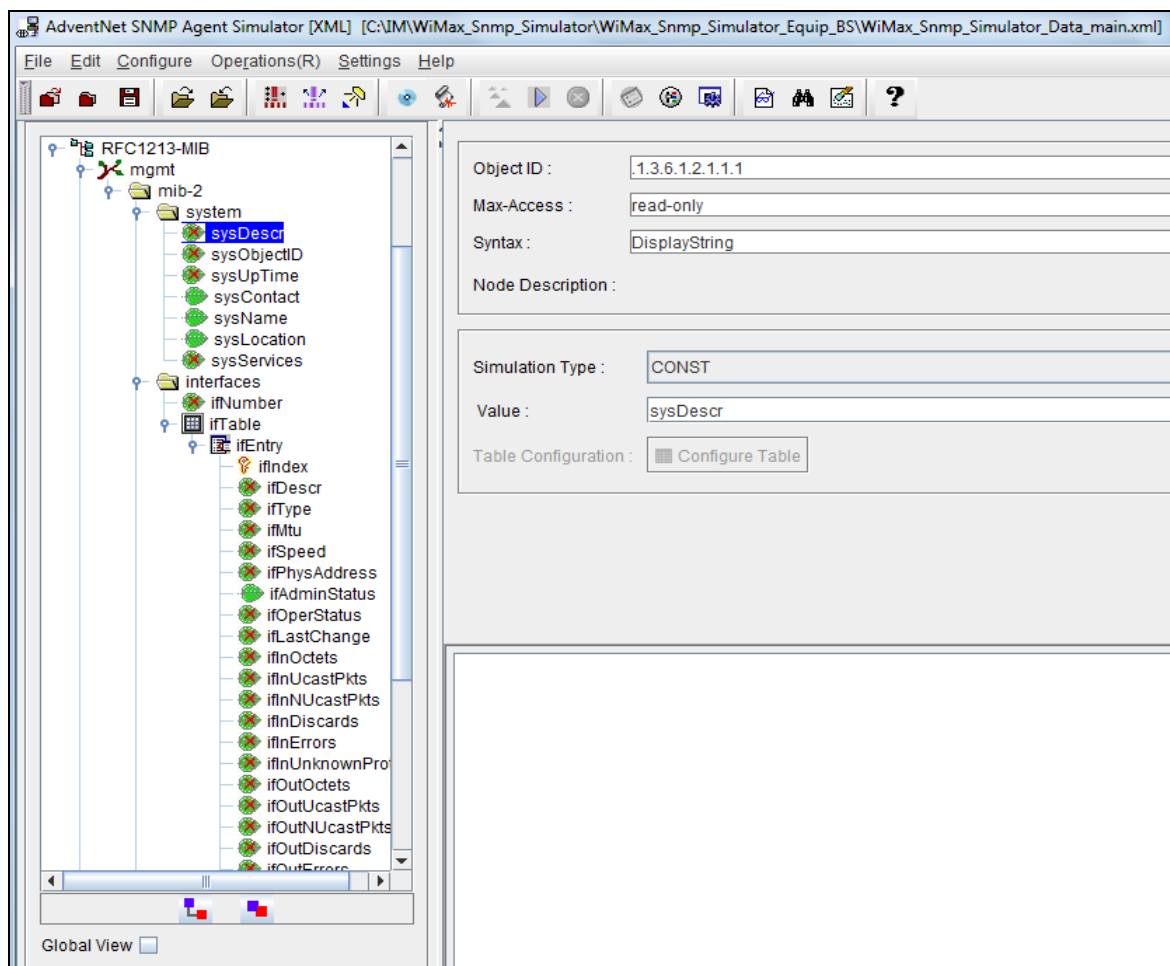 AdventNet SNMP Agent Simulator [XML] [C:\IM\WiMax_Snmp_Simulator\WiMax_Snmp_Simulator_Equip_BS\WiMax_Snmp_Simulator_Data_main.xml]
File Edit Configure Operations(R) Settings Help
RFC1213-MIB
mgmt
mib-2
system
sysDescr
sysObjectID
sysUpTime
sysContact
sysName
sysLocation
sysServices
interfaces
ifNumber
ifTable
ifEntry
ifIndex
ifDescr
ifType
ifMtu
ifSpeed
ifPhysAddress
ifAdminStatus
ifOperStatus
ifLastChange
ifInOctets
ifInUcastPkts
ifInNUcastPkts
ifInDiscards
ifInErrors
ifInUnknownPro
ifOutOctets
ifOutUcastPkts
ifOutNUcastPkts
ifOutDiscards
ifOutErrors
Global View
Object ID : .1.3.6.1.2.1.1.1
Max-Access : read-only
Syntax : DisplayString
Node Description :
Simulation Type : CONST
Value : sysDescr
Table Configuration : Configure Table